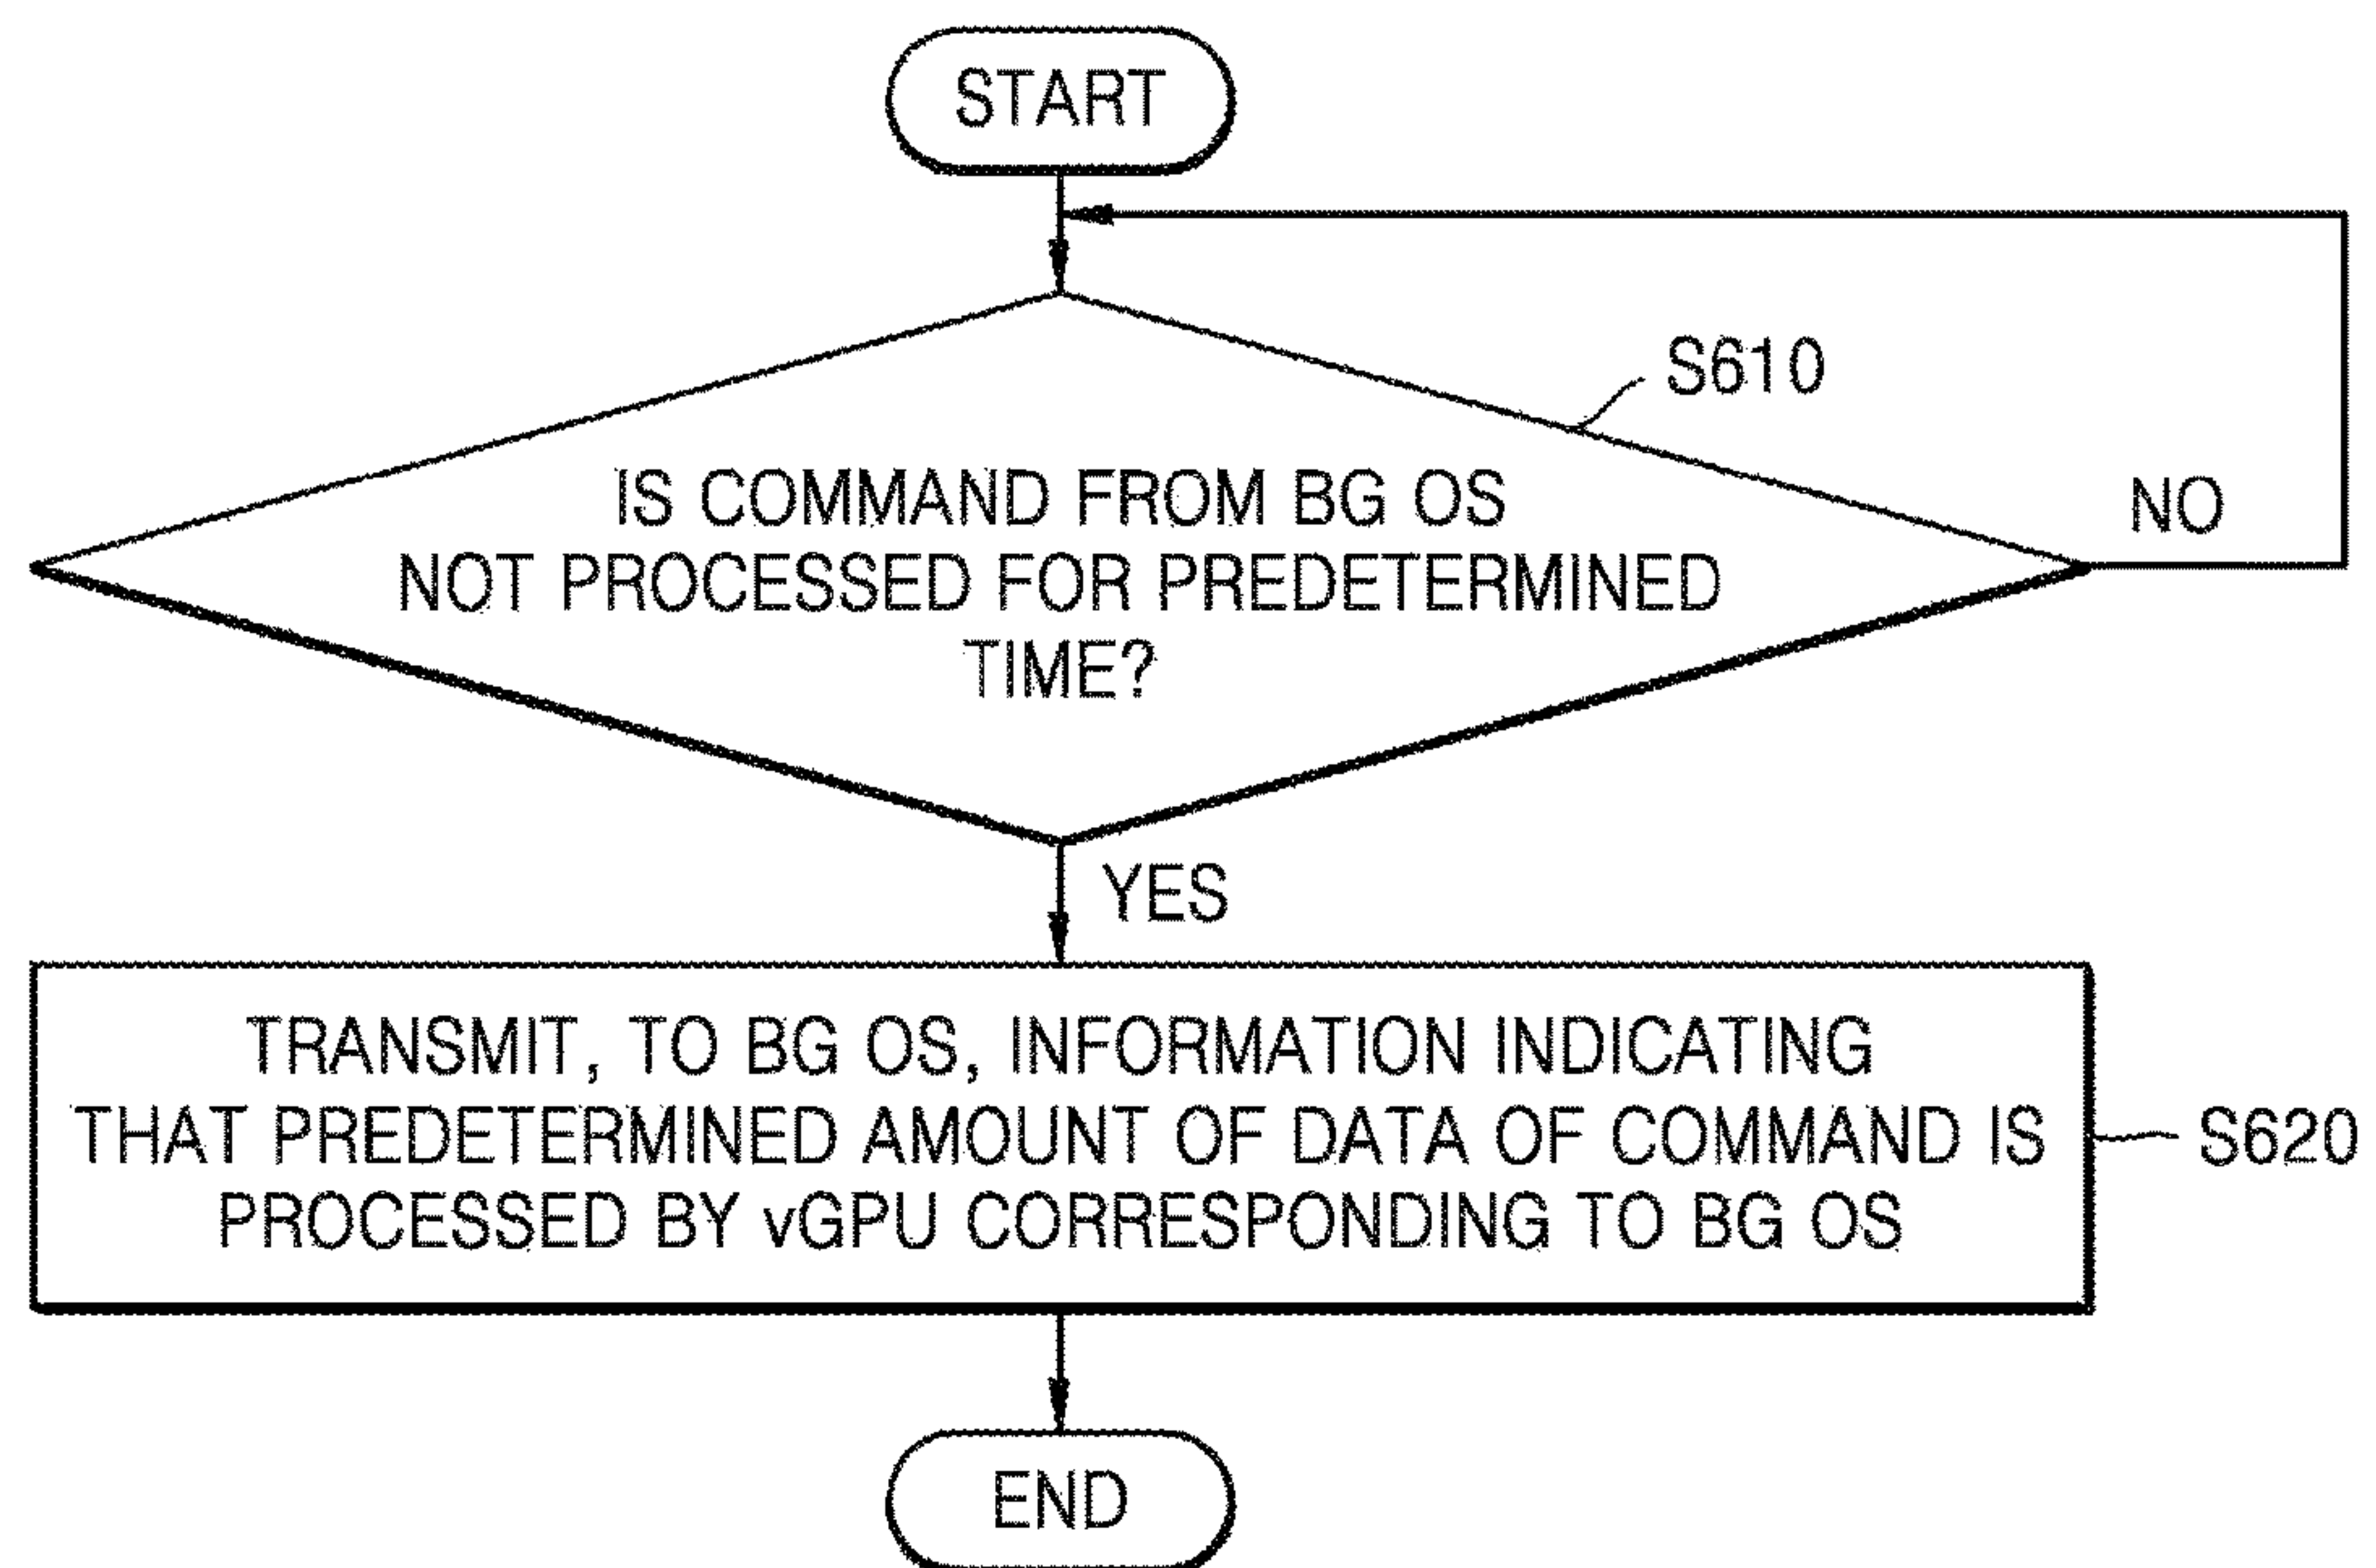 START
S610
IS COMMAND FROM BG OS
NOT PROCESSED FOR PREDETERMINED
TIME?
NO
YES
TRANSMIT, TO BG OS, INFORMATION INDICATING
THAT PREDETERMINED AMOUNT OF DATA OF COMMAND IS
PROCESSED BY vGPU CORRESPONDING TO BG OS
S620
END